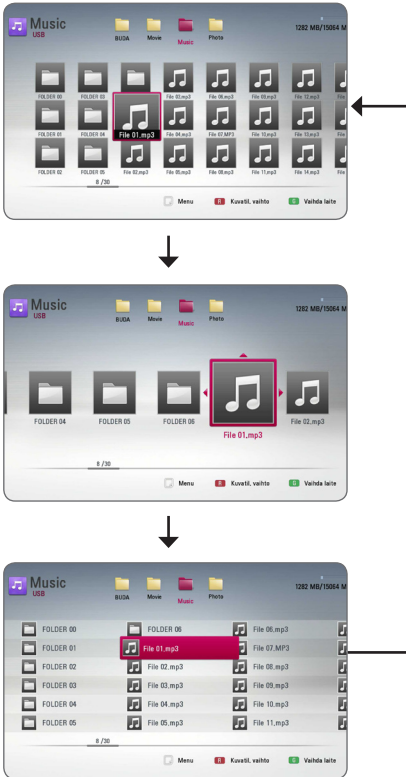 Music
USB
BUDA Movie Music Photo
1282 MB/15064 M
FOLDER 00 FOLDER 03 File 03.mp3 File 06.mp3 File 09.mp3 File 12.mp3 File
FOLDER 01 FOLDER 04 File 01.mp3 File 04.mp3 File 07.MP3 File 10.mp3 File 13.mp3 File
FOLDER 02 FOLDER 05 File 02.mp3 File 05.mp3 File 08.mp3 File 11.mp3 File 14.mp3 File
8 /30
Menu R Kuvatil. vaihto G Vaihda laite
Music
USB
BUDA Movie Music Photo
1282 MB/15064 M
FOLDER 04 FOLDER 05 FOLDER 06 File 01.mp3 File 02.mp3
8 /30
Menu R Kuvatil. vaihto G Vaihda laite
Music
USB
BUDA Movie Music Photo
1282 MB/15064 M
FOLDER 00 FOLDER 06 File 06.mp3
FOLDER 01 File 01.mp3 File 07.MP3
FOLDER 02 File 02.mp3 File 08.mp3
FOLDER 03 File 03.mp3 File 09.mp3
FOLDER 04 File 04.mp3 File 10.mp3
FOLDER 05 File 05.mp3 File 11.mp3
8 /30
Menu R Kuvatil. vaihto G Vaihda laite